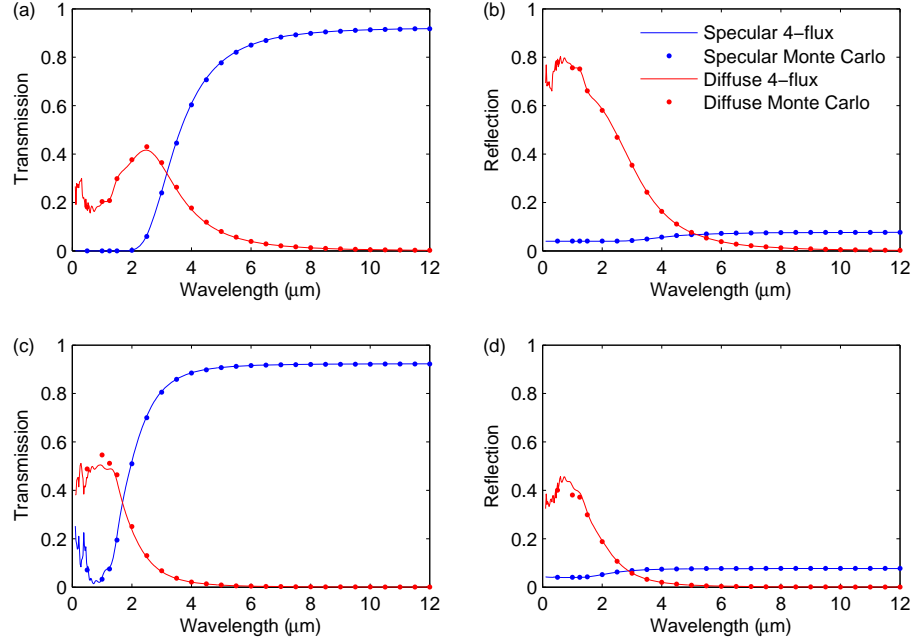 (a)
1
0.8
0.6
0.4
0.2
0
Transmission
0 2 4 6 8 10 12
Wavelength (μm)
(b)
1
0.8
0.6
0.4
0.2
0
Reflection
0 2 4 6 8 10 12
Wavelength (μm)
Specular 4−flux
Specular Monte Carlo
Diffuse 4−flux
Diffuse Monte Carlo
(c)
1
0.8
0.6
0.4
0.2
0
Transmission
0 2 4 6 8 10 12
Wavelength (μm)
(d)
1
0.8
0.6
0.4
0.2
0
Reflection
0 2 4 6 8 10 12
Wavelength (μm)